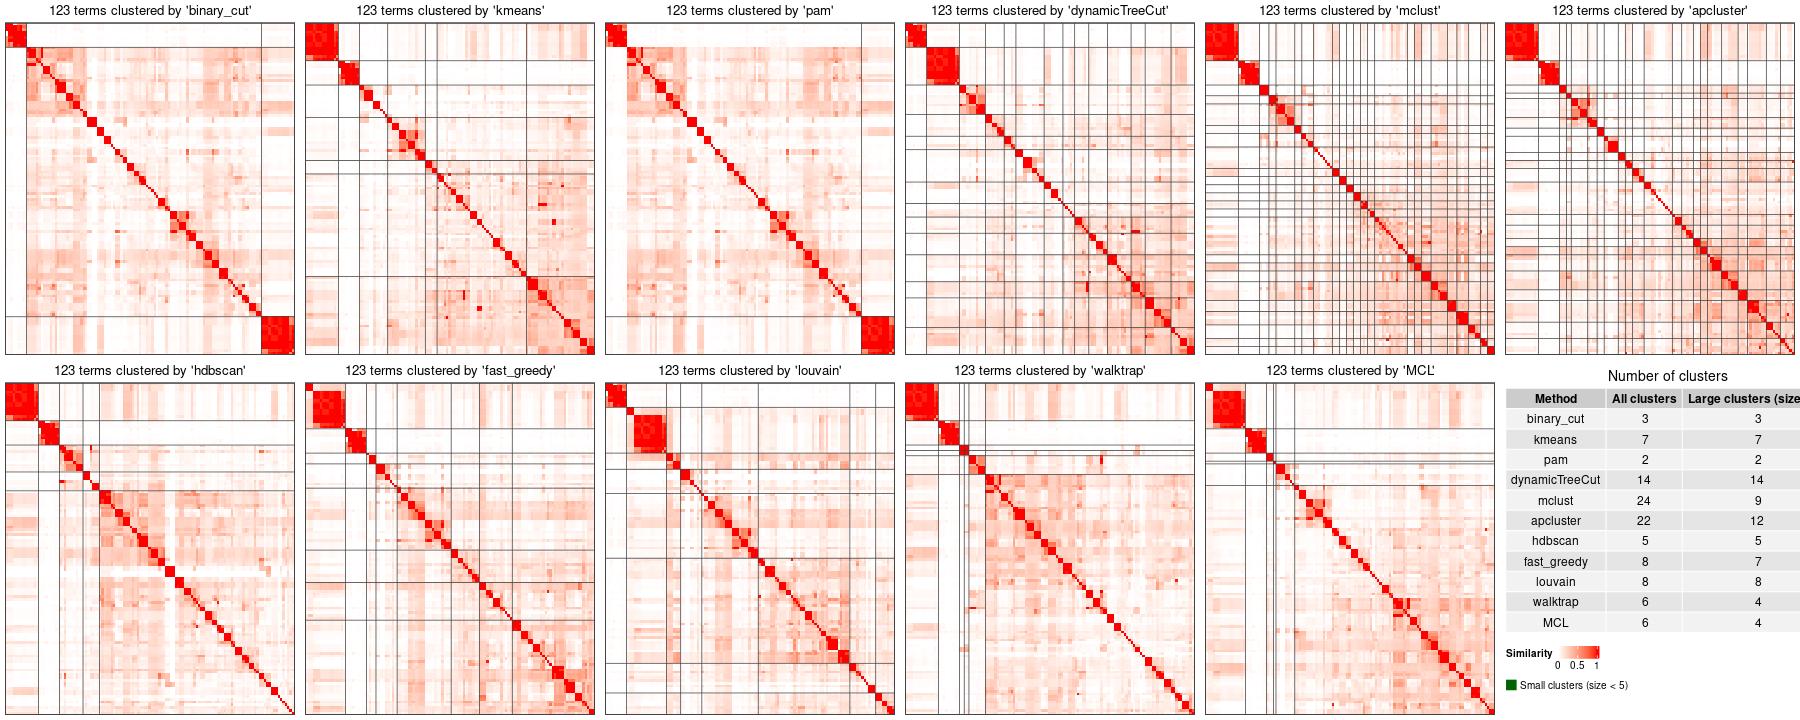 123 terms clustered by 'binary_cut'
123 terms clustered by 'kmeans'
123 terms clustered by 'pam'
123 terms clustered by 'dynamicTreeCut'
123 terms clustered by 'mclust'
123 terms clustered by 'apcluster'
123 terms clustered by 'hdbscan'
123 terms clustered by 'fast_greedy'
123 terms clustered by 'louvain'
123 terms clustered by 'walktrap'
123 terms clustered by 'MCL'
Number of clusters
Method All clusters Large clusters (size
binary_cut 3 3
kmeans 7 7
pam 2 2
dynamicTreeCut 14 14
mclust 24 9
apcluster 22 12
hdbscan 5 5
fast_greedy 8 7
louvain 8 8
walktrap 6 4
MCL 6 4
Similarity
0 0.5 1
Small clusters (size < 5)